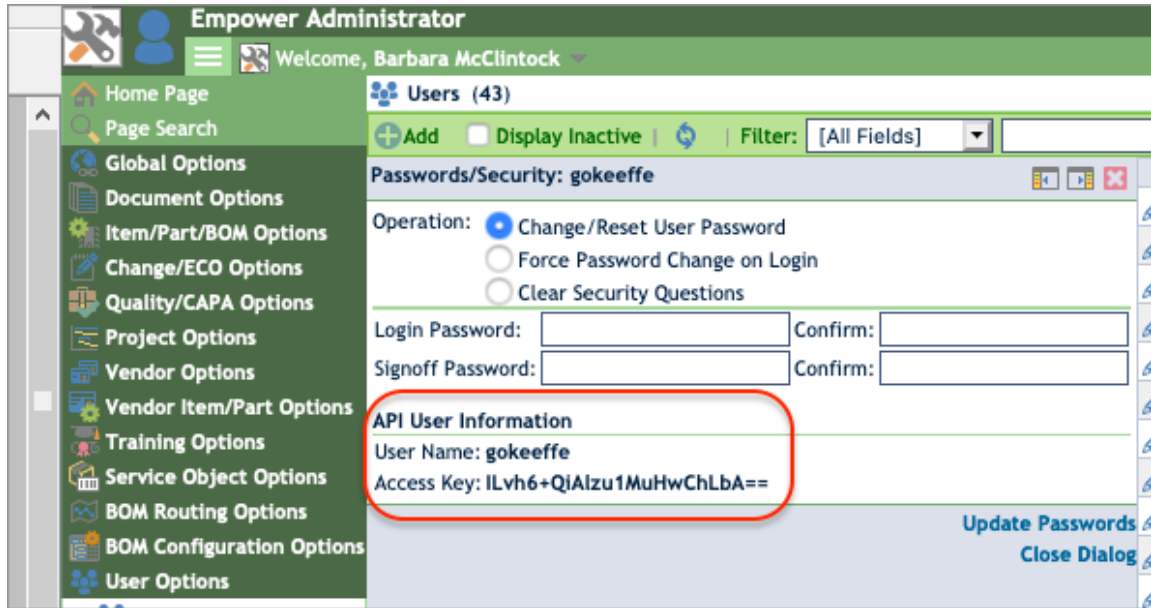 Empower Administrator
Welcome, Barbara McClintock
Home Page
Page Search
Global Options
Document Options
Item/Part/BOM Options
Change/ECO Options
Quality/CAPA Options
Project Options
Vendor Options
Vendor Item/Part Options
Training Options
Service Object Options
BOM Routing Options
BOM Configuration Options
User Options
Users (43)
Add Display Inactive | | Filter: [All Fields]
Passwords/Security: gokeeffe
Operation: Change/Reset User Password
Force Password Change on Login
Clear Security Questions
Login Password: Confirm:
Signoff Password: Confirm:
API User Information
User Name: gokeeffe
Access Key: ILvh6+QiAlzu1MuHwChLbA==
Update Passwords
Close Dialog